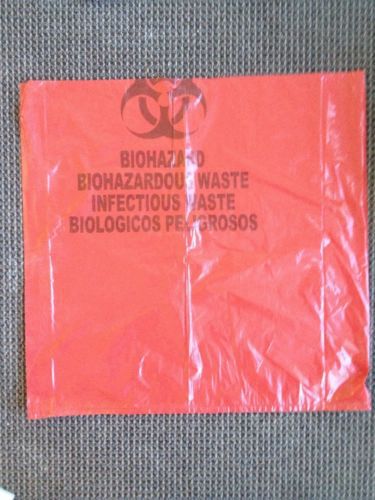 BIOHAZARD
BIOHAZARDOUS WASTE
INFECTIOUS WASTE
BIOLOGICOS PELIGROSOS